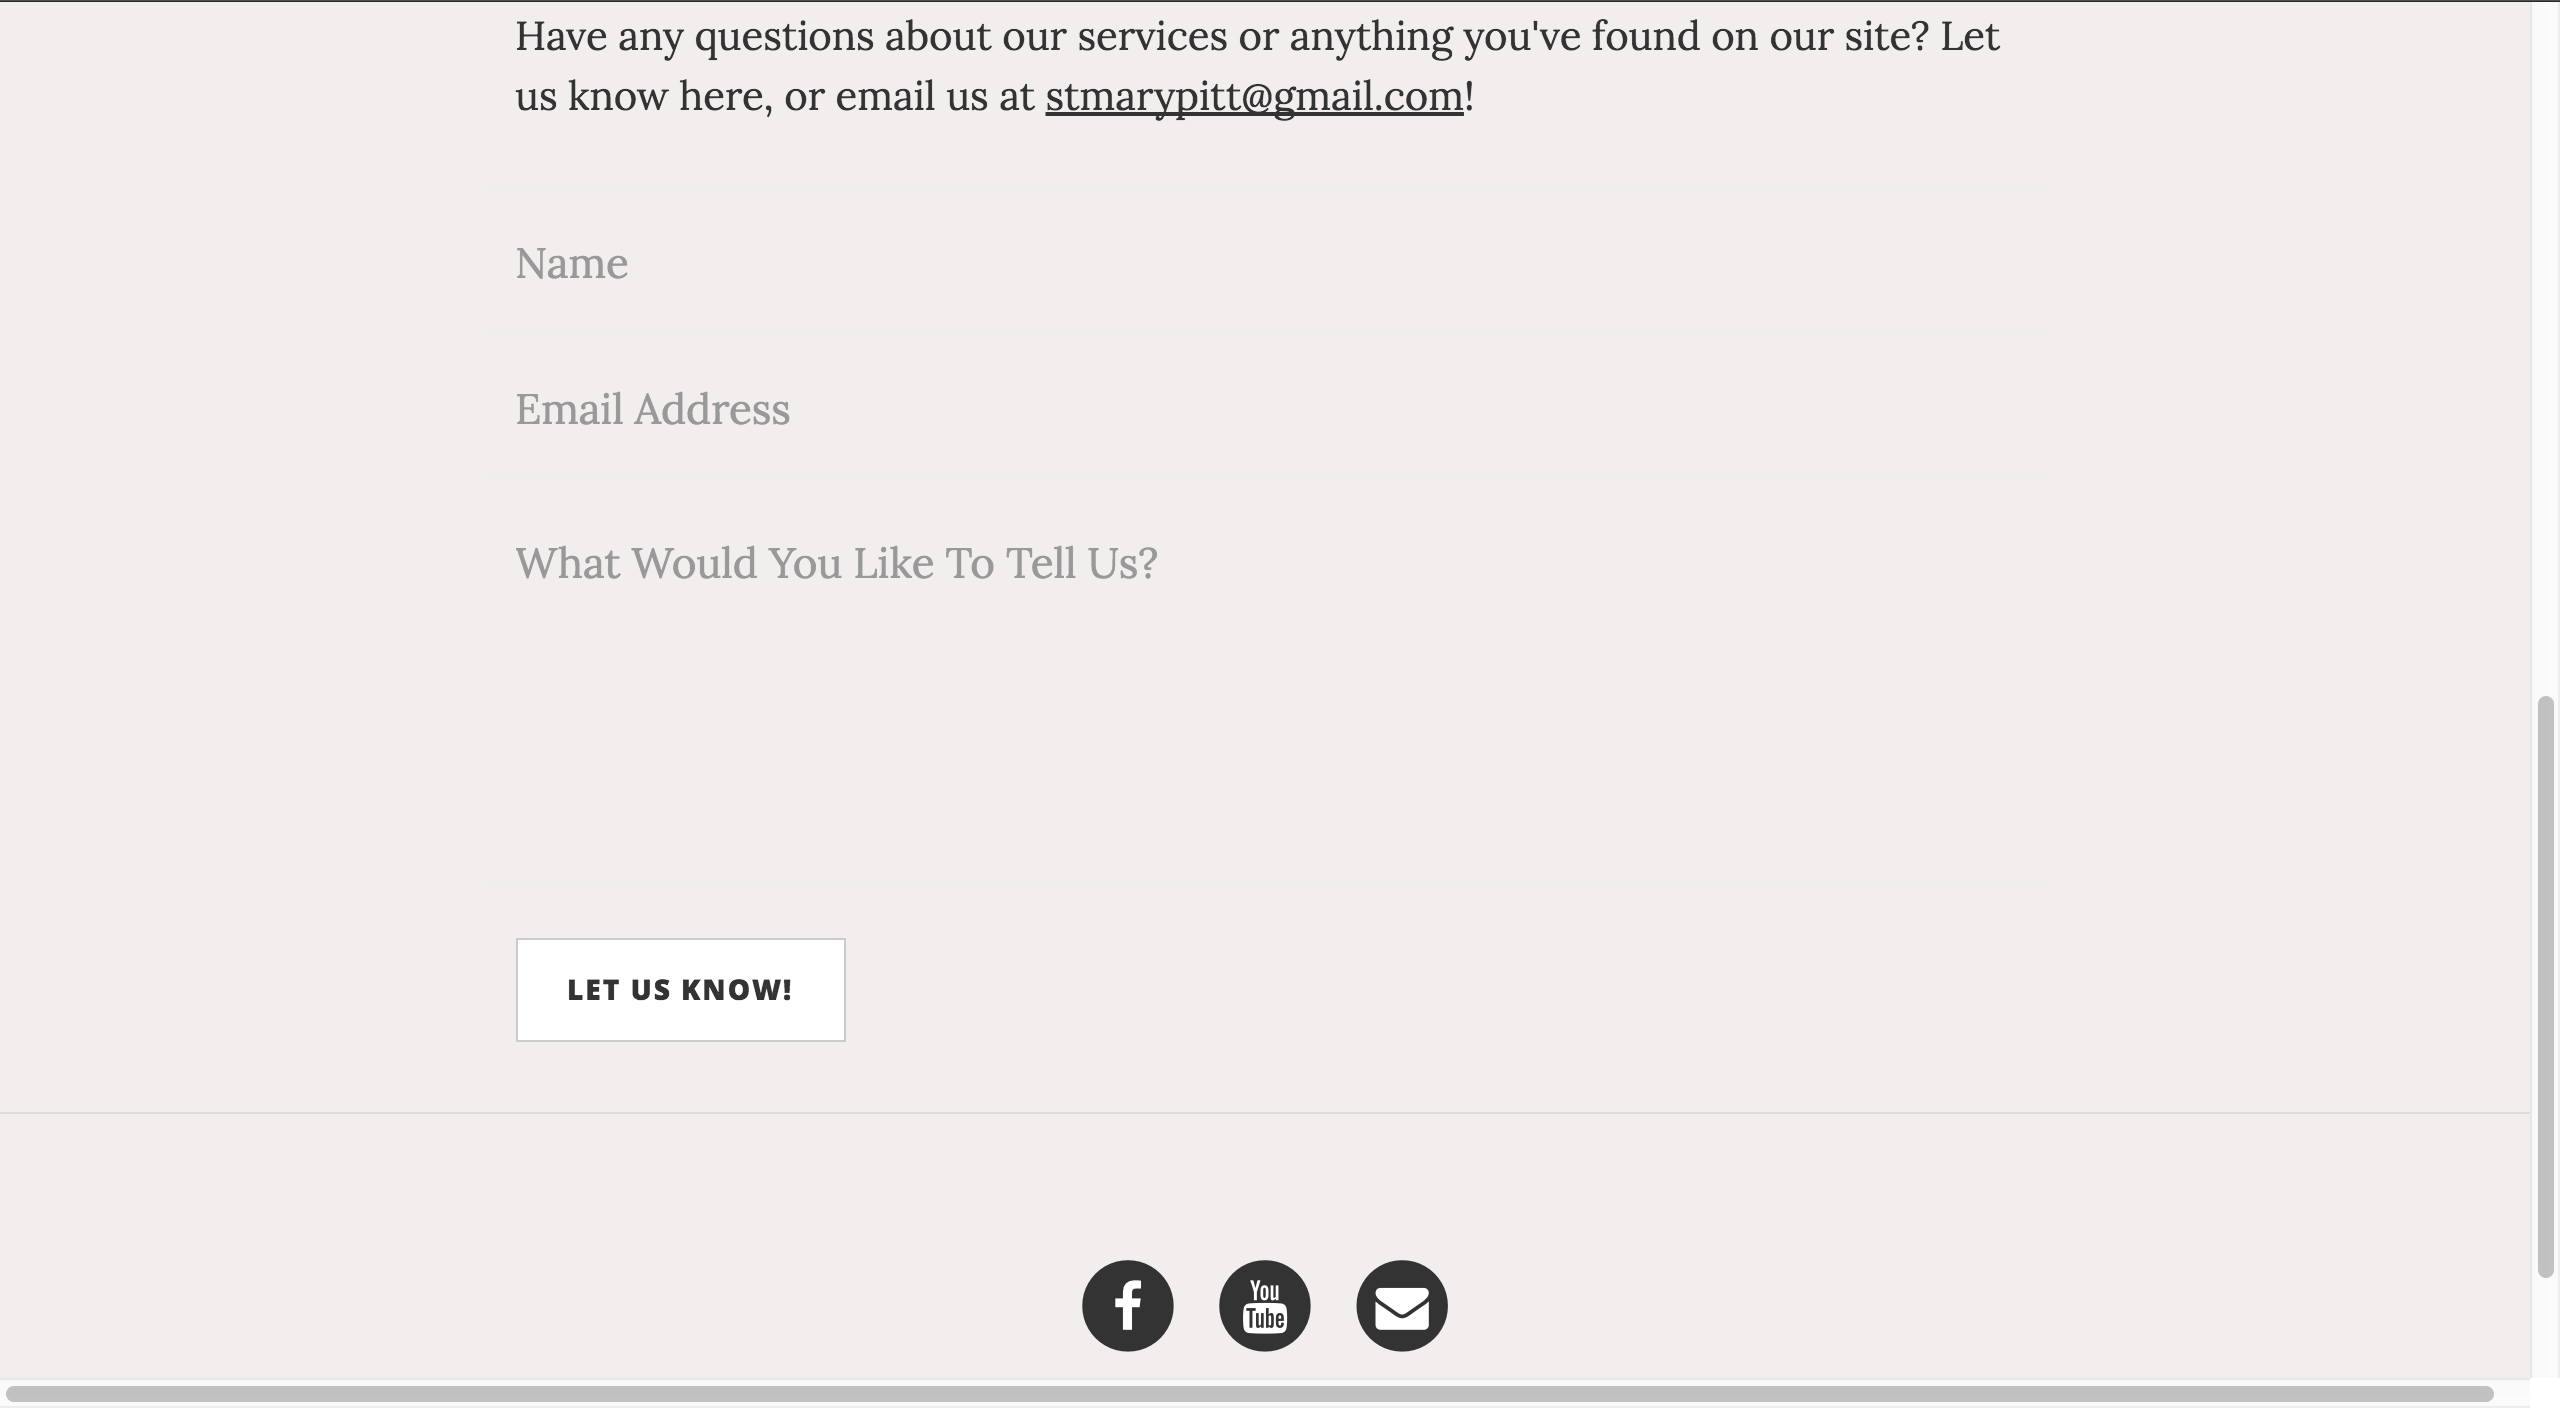 Have any questions about our services or anything you've found on our site? Let
us know here, or email us at stmarypitt@gmail.com!
Name
Email Address
What Would You Like To Tell Us?
LET US KNOW!
You
Tube